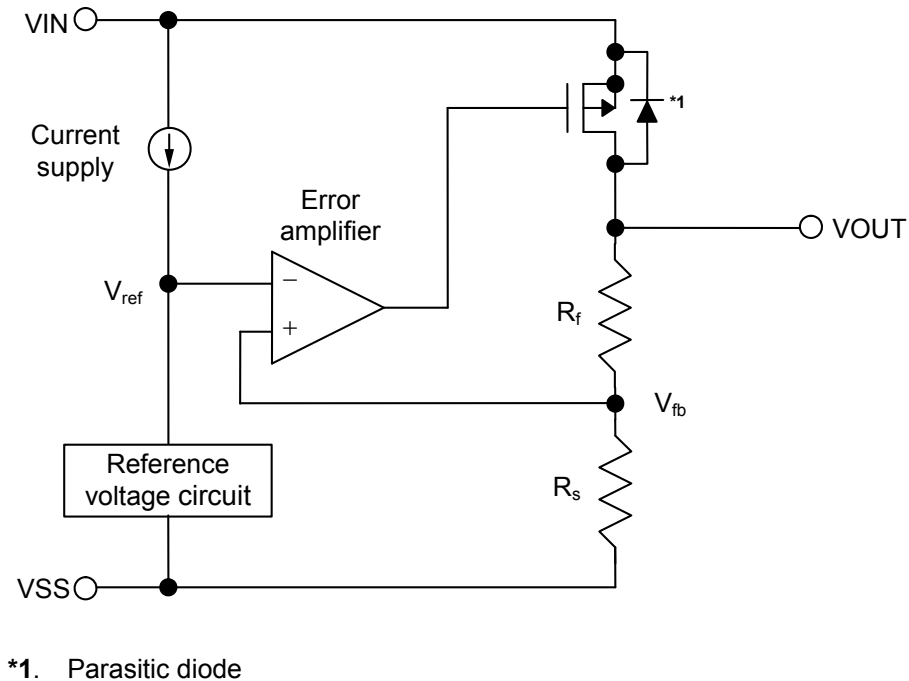 VIN
*1
Current
supply
Error
amplifier
VOUT
Vref
−
+
Rf
Vfb
Reference
voltage circuit
Rs
VSS
*1. Parasitic diode